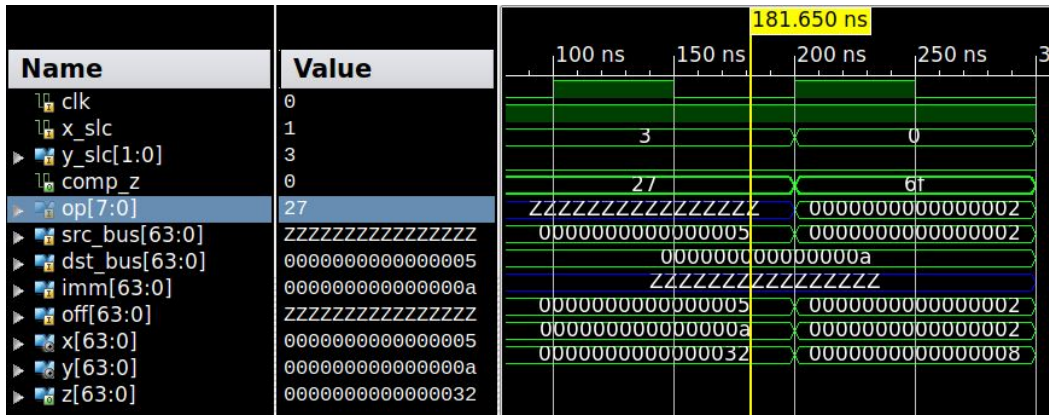 181.650 ns
100 ns 150 ns 200 ns 250 ns 3
Name Value
clk 0
x_slc 1
y_slc[1:0] 3 3 0
comp_z 0
op[7:0] 27 27 6f
src_bus[63:0] ZZZZZZZZZZZZZZZZ ZZZZZZZZZZZZZZZZ 0000000000000002
dst_bus[63:0] 0000000000000005 0000000000000005 0000000000000002
imm[63:0] 000000000000000a 000000000000000a
off[63:0] ZZZZZZZZZZZZZZZZ ZZZZZZZZZZZZZZZZ
x[63:0] 0000000000000005 0000000000000005 0000000000000002
y[63:0] 000000000000000a 000000000000000a 0000000000000002
z[63:0] 0000000000000032 0000000000000032 0000000000000008